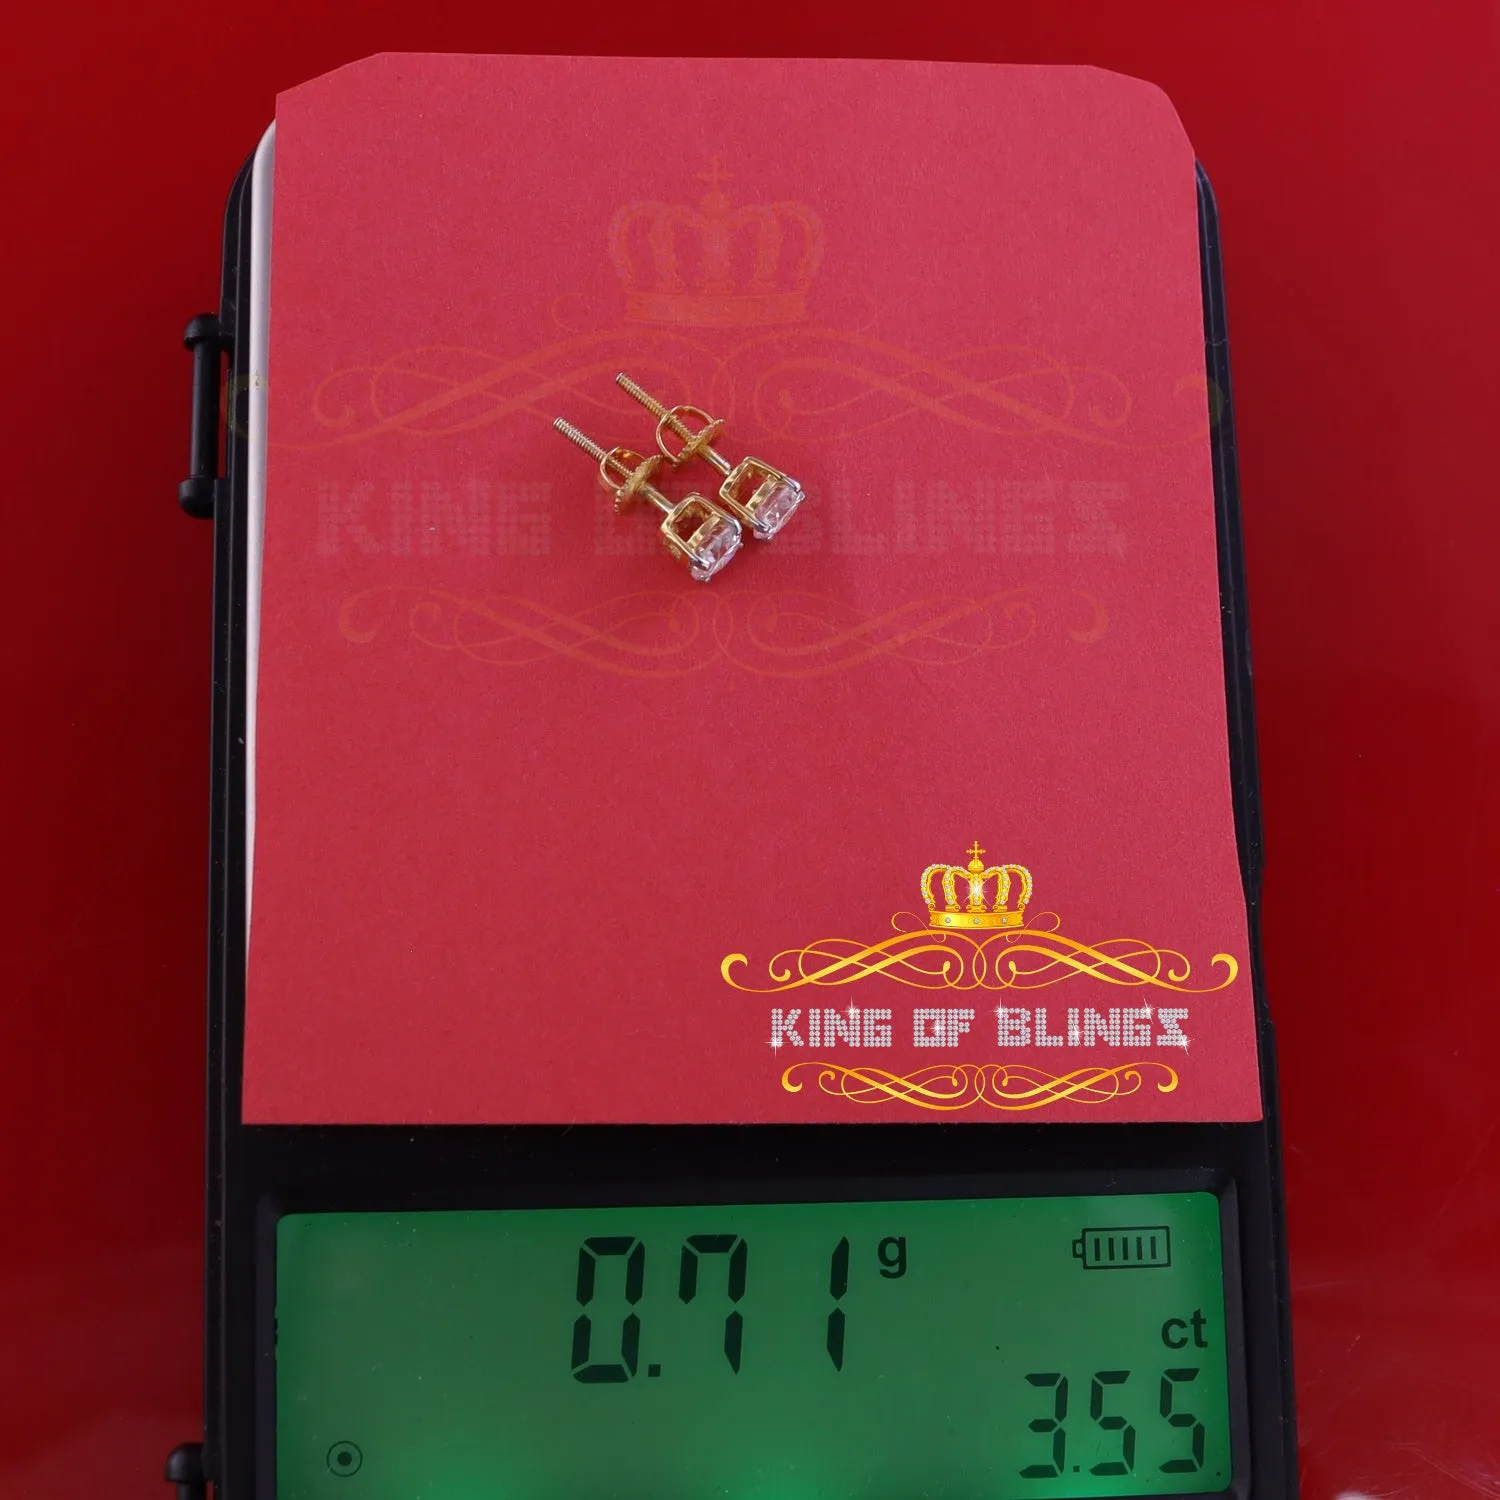 KING OF BLINGS
KING OF BLINGS
0.71 g
ct
3.55